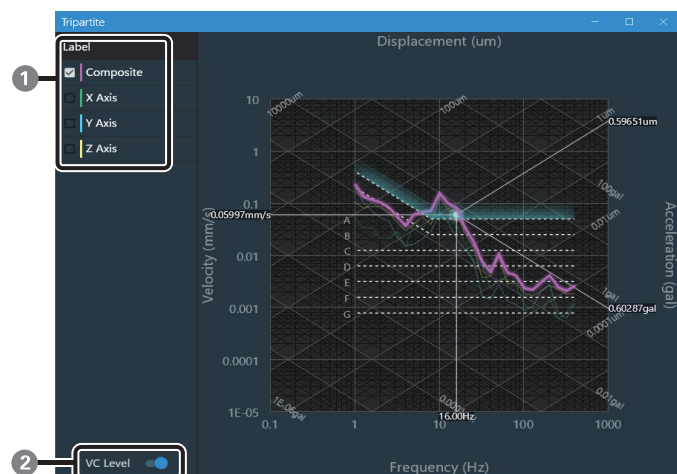 Tripartite
Label
1
Composite
X Axis
Y Axis
Z Axis
Displacement (um)
10000um
100um
1um
0.59651um
10
1
0.1
0.01
0.001
0.0001
1E-05
100gal
0.01um
0.05997mm/s
A
B
C
D
E
F
G
Velocity (mm/s)
Acceleration (gal)
1gal
0.60287gal
0.0001um
0.01gal
1E-06gal
16.00Hz
0.1
1
10
100
1000
Frequency (Hz)
2
VC Level